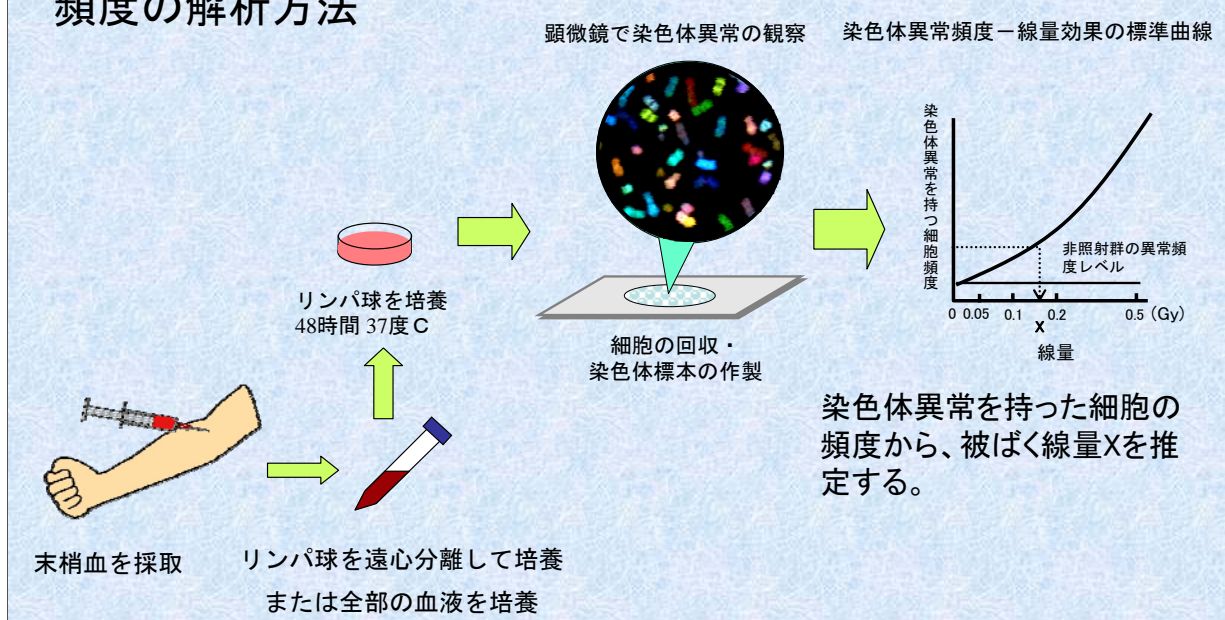 頻度の解析方法
顕微鏡で染色体異常の観察
染色体異常頻度－線量効果の標準曲線
染色体異常を持つ細胞頻度
非照射群の異常頻
度レベル
0 0.05 0.1 0.2 0.5 (Gy)
X
線量
リンパ球を培養
48時間 37度C
細胞の回収・
染色体標本の作製
染色体異常を持った細胞の
頻度から、被ばく線量Xを推
定する。
末梢血を採取
リンパ球を遠心分離して培養
または全部の血液を培養